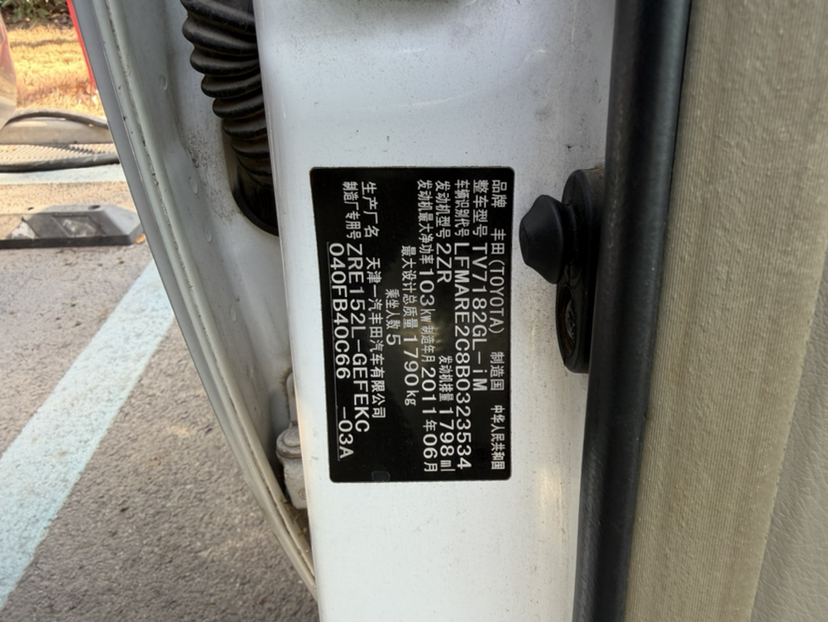 品牌 丰田(TOYOTA) 制造国 中华人民共和国
整车型号 TV7182GL-iM
车辆识别代号 LFMARE2C8B0323534
发动机型号 2ZR 发动机排量 1798ml
发动机最大净功率 103kw 制造年月 2011年06月
最大设计总质量 1790kg
乘坐人数 5
生产厂名 天津一汽丰田汽车有限公司
制造厂专用号 ZRE152L-GEFEKC
040FB40C66 -03A